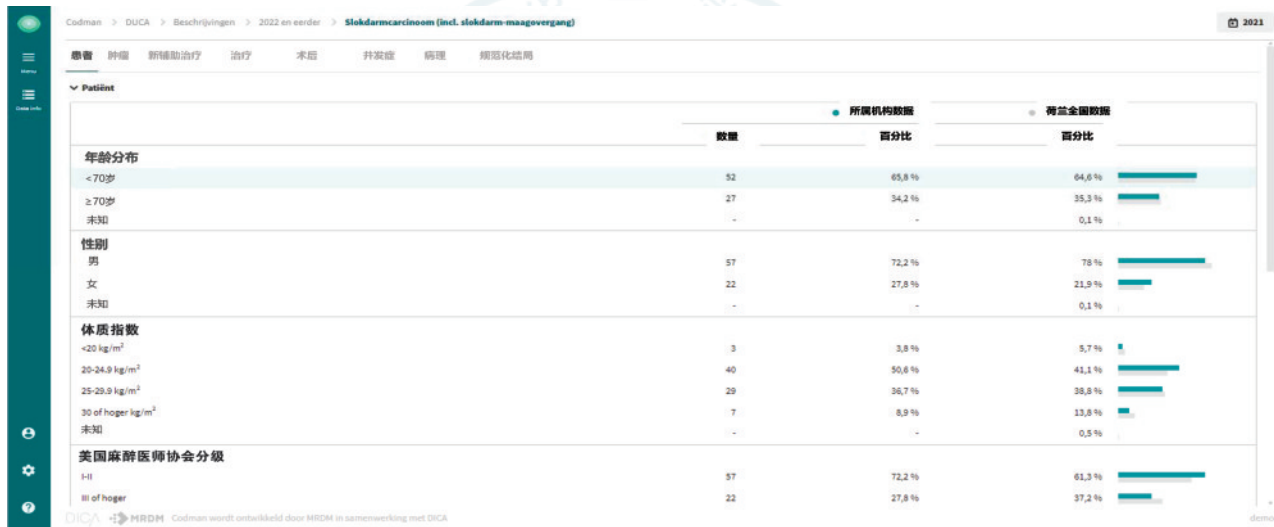 Codman > DUCA > Beschrijvingen > 2022 en eerder > Slokdarmcarcinoom (incl. slokdarm-maagovergang)
2021
Menu
患者 肿瘤 新辅助治疗 治疗 术后 并发症 病理 规范化结局
Patiënt
所属机构数据 荷兰全国数据
数量 百分比 百分比
年龄分布
<70岁 52 65,8 % 64,6 %
≥70岁 27 34,2 % 35,3 %
未知 - - 0,1 %
性别
男 57 72,2 % 78 %
女 22 27,8 % 21,9 %
未知 - - 0,1 %
体质指数
<20 kg/m² 3 3,8 % 5,7 %
20-24.9 kg/m² 40 50,6 % 41,1 %
25-29.9 kg/m² 29 36,7 % 38,8 %
30 of hoger kg/m² 7 8,9 % 13,8 %
未知 - - 0,5 %
美国麻醉医师协会分级
I-II 57 72,2 % 61,3 %
III of hoger 22 27,8 % 37,2 %
DICA MRDM Codman wordt ontwikkeld door MRDM in samenwerking met DICA
demo